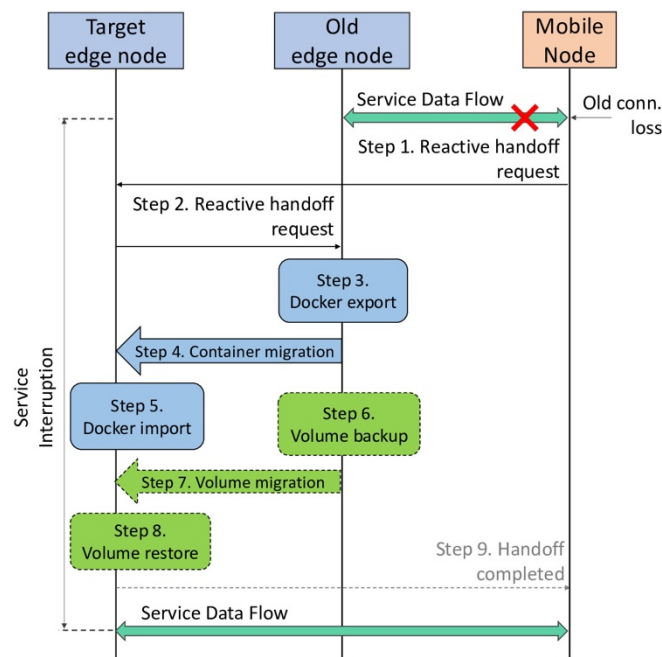 Target
edge node
Old
edge node
Mobile
Node
Service Data Flow
Old conn.
loss
Step 1. Reactive handoff
request
Step 2. Reactive handoff
request
Step 3.
Docker export
Step 4. Container migration
Service
Interruption
Step 5.
Docker import
Step 6.
Volume backup
Step 7. Volume migration
Step 8.
Volume restore
Step 9. Handoff
completed
Service Data Flow